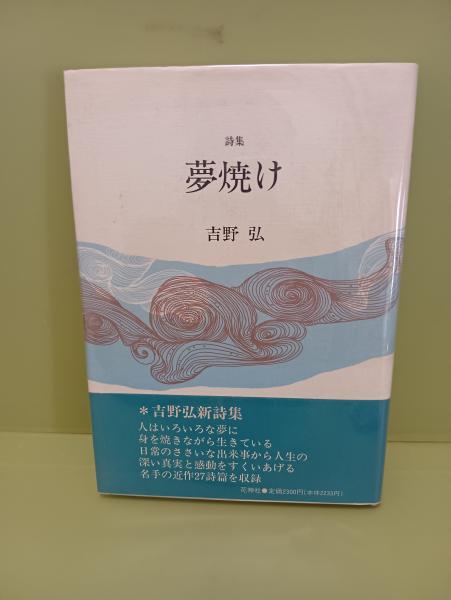 詩集
夢焼け
吉野 弘
＊吉野弘新詩集
人はいろいろな夢に
身を焼きながら生きている
日常のささいな出来事から人生の
深い真実と感動をすくいあげる
名手の近作27詩篇を収録
花神社●定価2300円(本体2233円)